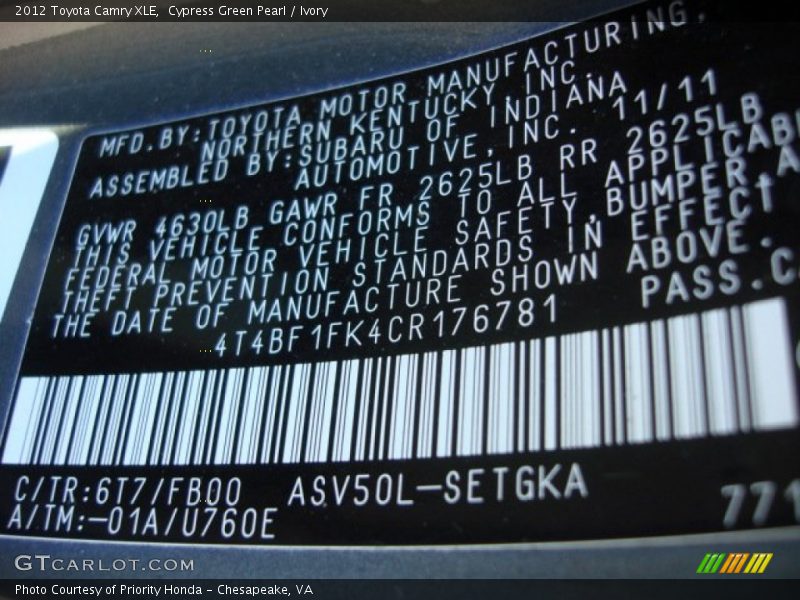 2012 Toyota Camry XLE, Cypress Green Pearl / Ivory
MFD.BY:TOYOTA MOTOR MANUFACTURING,
NORTHERN KENTUCKY INC.
ASSEMBLED BY:SUBARU OF INDIANA
AUTOMOTIVE,INC. 11/11
GVWR 4630LB GAWR FR 2625LB RR 2625LB
THIS VEHICLE CONFORMS TO ALL
FEDERAL MOTOR VEHICLE SAFETY,BUMPER,
THEFT PREVENTION STANDARDS IN EFFECT
THE DATE OF MANUFACTURE SHOWN ABOVE.
4T4BF1FK4CR176781 PASS.
C/TR:6T7/FB00 ASV50L-SETGKA
A/TM:-01A/U760E 771
GTCARLOT.COM
Photo Courtesy of Priority Honda - Chesapeake, VA